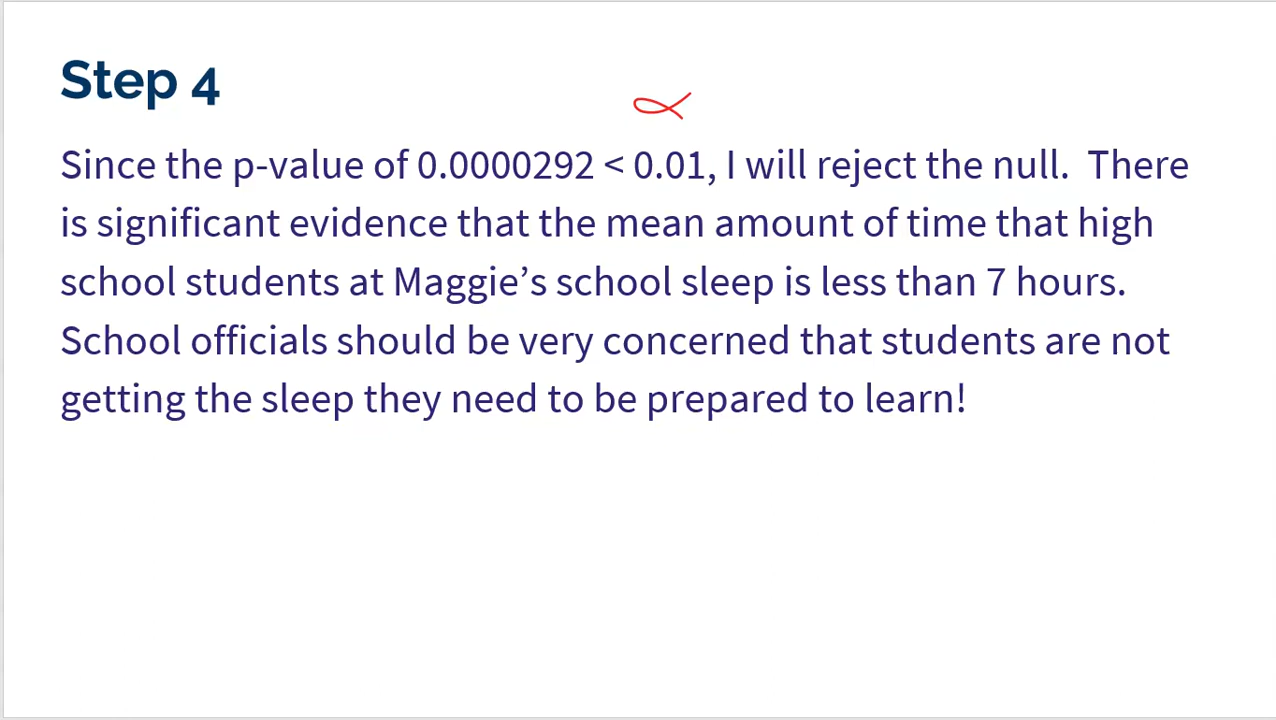 Step 4
α
Since the p-value of 0.0000292 < 0.01, I will reject the null.  There
is significant evidence that the mean amount of time that high
school students at Maggie’s school sleep is less than 7 hours.
School officials should be very concerned that students are not
getting the sleep they need to be prepared to learn!